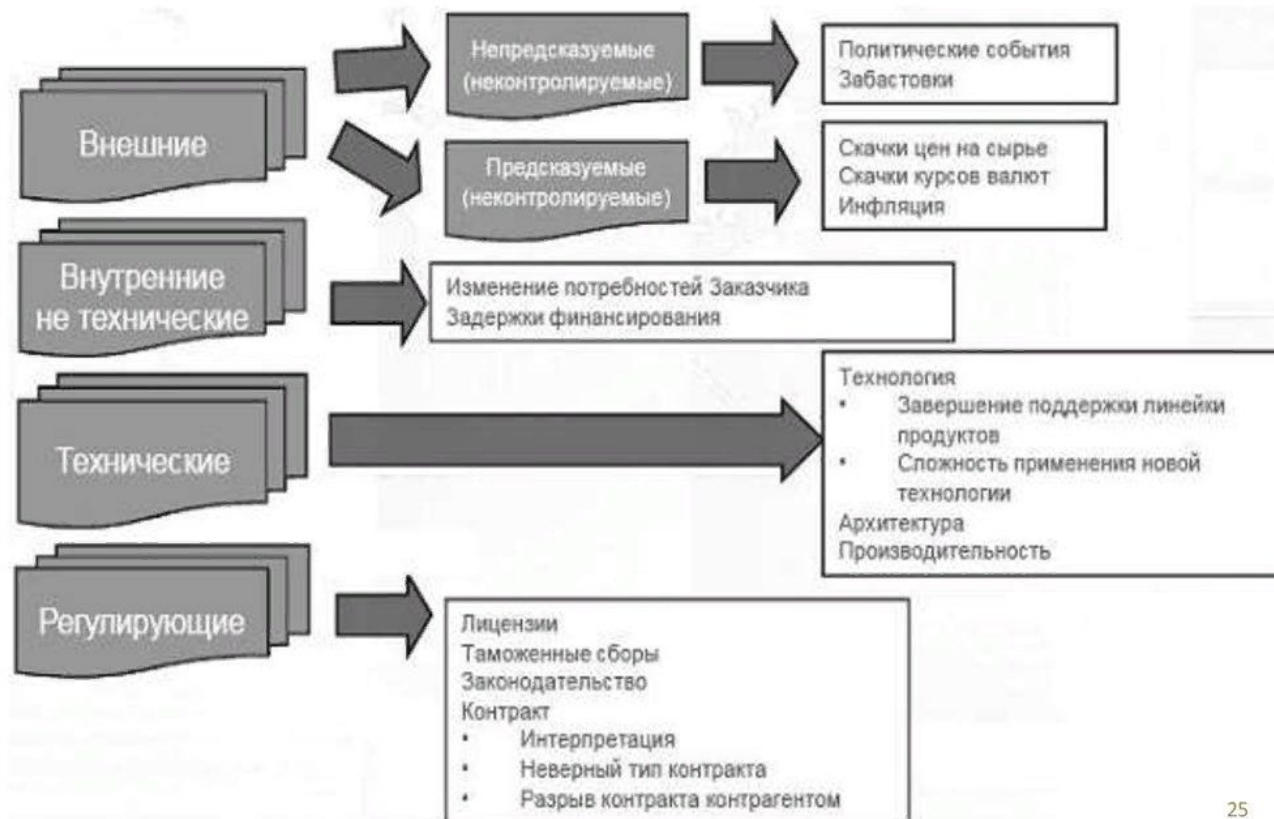 Внешние
Непредсказуемые
(неконтролируемые)
Политические события
Забастовки
Предсказуемые
(неконтролируемые)
Скачки цен на сырье
Скачки курсов валют
Инфляция
Внутренние
не технические
Изменение потребностей Заказчика
Задержки финансирования
Технические
Технология
• Завершение поддержки линейки
продуктов
• Сложность применения новой
технологии
Архитектура
Производительность
Регулирующие
Лицензии
Таможенные сборы
Законодательство
Контракт
• Интерпретация
• Неверный тип контракта
• Разрыв контракта контрагентом
25